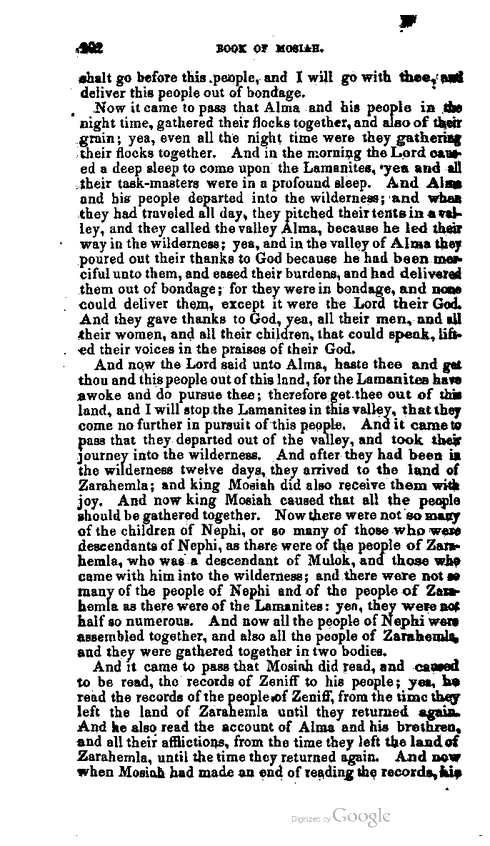 202
BOOK OF MOSIAH.
shalt go before this people, and I will go with thee, and
deliver this people out of bondage.
Now it came to pass that Alma and his people in the
night time, gathered their flocks together, and also of their
grain; yea, even all the night time were they gathering
their flocks together. And in the morning the Lord caus-
ed a deep sleep to come upon the Lamanites, yea and all
their task-masters were in a profound sleep. And Alma
and his people departed into the wilderness; and when
they had traveled all day, they pitched their tents in a val-
ley, and they called the valley Alma, because he led their
way in the wilderness; yea, and in the valley of Alma they
poured out their thanks to God because he had been mer-
ciful unto them, and eased their burdens, and had delivered
them out of bondage; for they were in bondage, and none
could deliver them, except it were the Lord their God.
And they gave thanks to God, yea, all their men, and all
their women, and all their children, that could speak, lift-
ed their voices in the praises of their God.
And now the Lord said unto Alma, haste thee and get
thou and this people out of this land, for the Lamanites have
awoke and do pursue thee; therefore get thee out of this
land, and I will stop the Lamanites in this valley, that they
come no further in pursuit of this people. And it came to
pass that they departed out of the valley, and took their
journey into the wilderness. And after they had been in
the wilderness twelve days, they arrived to the land of
Zarahemla; and king Mosiah did also receive them with
joy. And now king Mosiah caused that all the people
should be gathered together. Now there were not so many
of the children of Nephi, or so many of those who were
descendants of Nephi, as there were of the people of Zara-
hemla, who was a descendant of Mulok, and those who
came with him into the wilderness; and there were not so
many of the people of Nephi and of the people of Zara-
hemla as there were of the Lamanites: yea, they were not
half so numerous. And now all the people of Nephi were
assembled together, and also all the people of Zarahemla,
and they were gathered together in two bodies.
And it came to pass that Mosiah did read, and caused
to be read, the records of Zeniff to his people; yea, he
read the records of the people of Zeniff, from the time they
left the land of Zarahemla until they returned again.
And he also read the account of Alma and his brethren,
and all their afflictions, from the time they left the land of
Zarahemla, until the time they returned again. And now
when Mosiah had made an end of reading the records, his
Digitized by Google